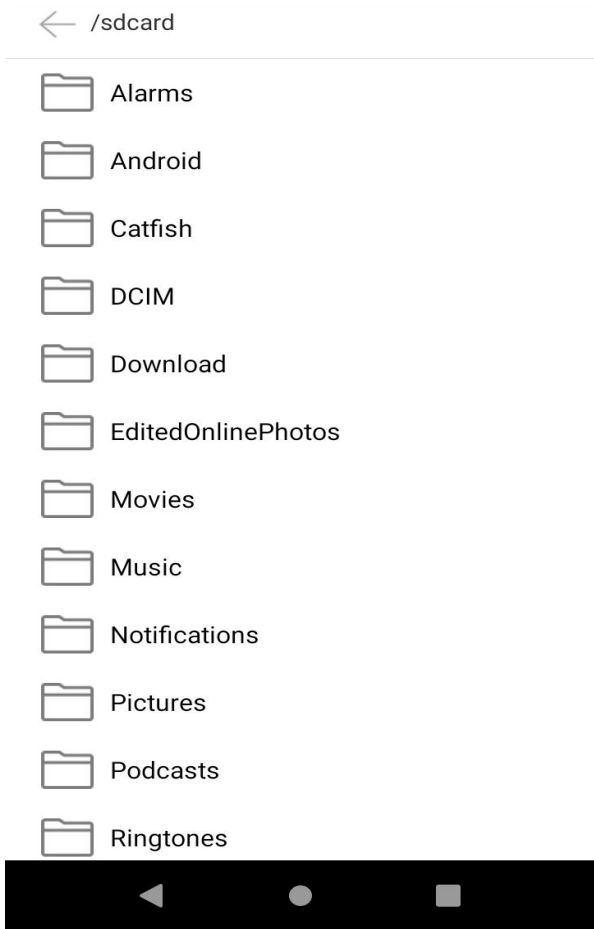 /sdcard
Alarms
Android
Catfish
DCIM
Download
EditedOnlinePhotos
Movies
Music
Notifications
Pictures
Podcasts
Ringtones